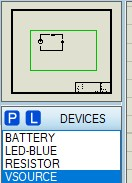 P L DEVICES
BATTERY
LED-BLUE
RESISTOR
VSOURCE